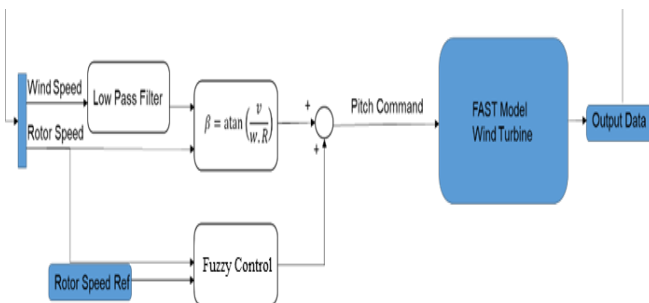 Wind Speed
Low Pass Filter
Rotor Speed
β = atan(v/w.R)
+
+
Pitch Command
FAST Model
Wind Turbine
Output Data
Fuzzy Control
Rotor Speed Ref